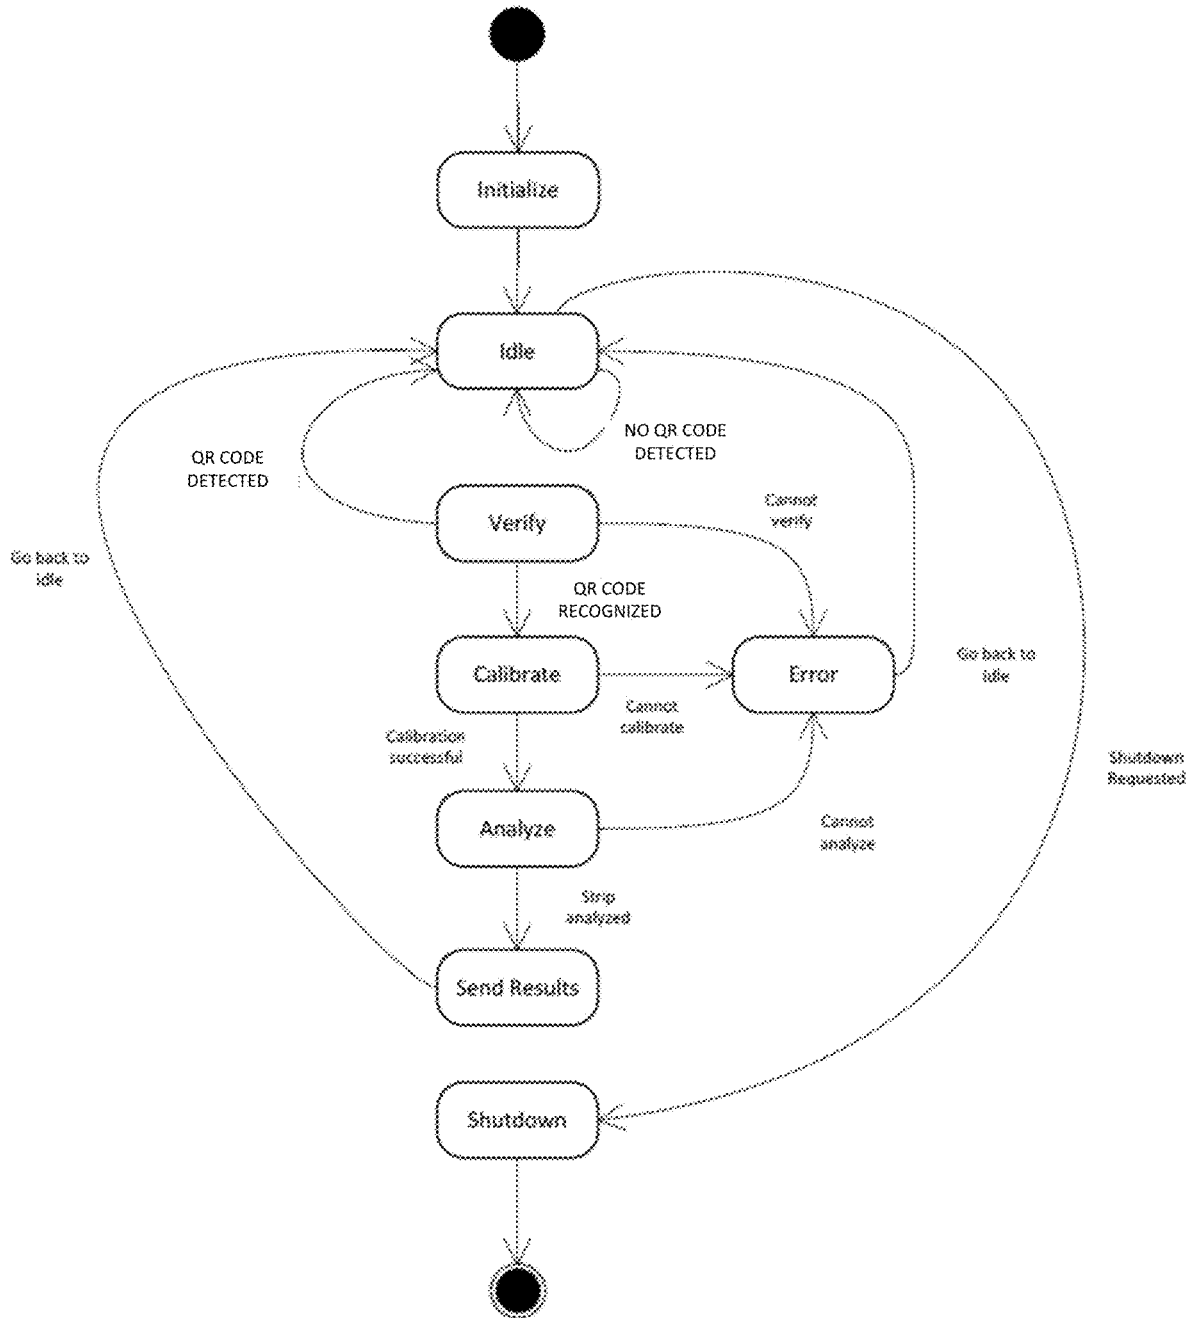 Initialize
Idle
NO QR CODE
DETECTED
QR CODE
DETECTED
Cannot
verify
Verify
Go back to
idle
QR CODE
RECOGNIZED
Calibrate
Error
Go back to
idle
Cannot
calibrate
Calibration
successful
Shutdown
Requested
Analyze
Cannot
analyze
Strip
analyzed
Send Results
Shutdown